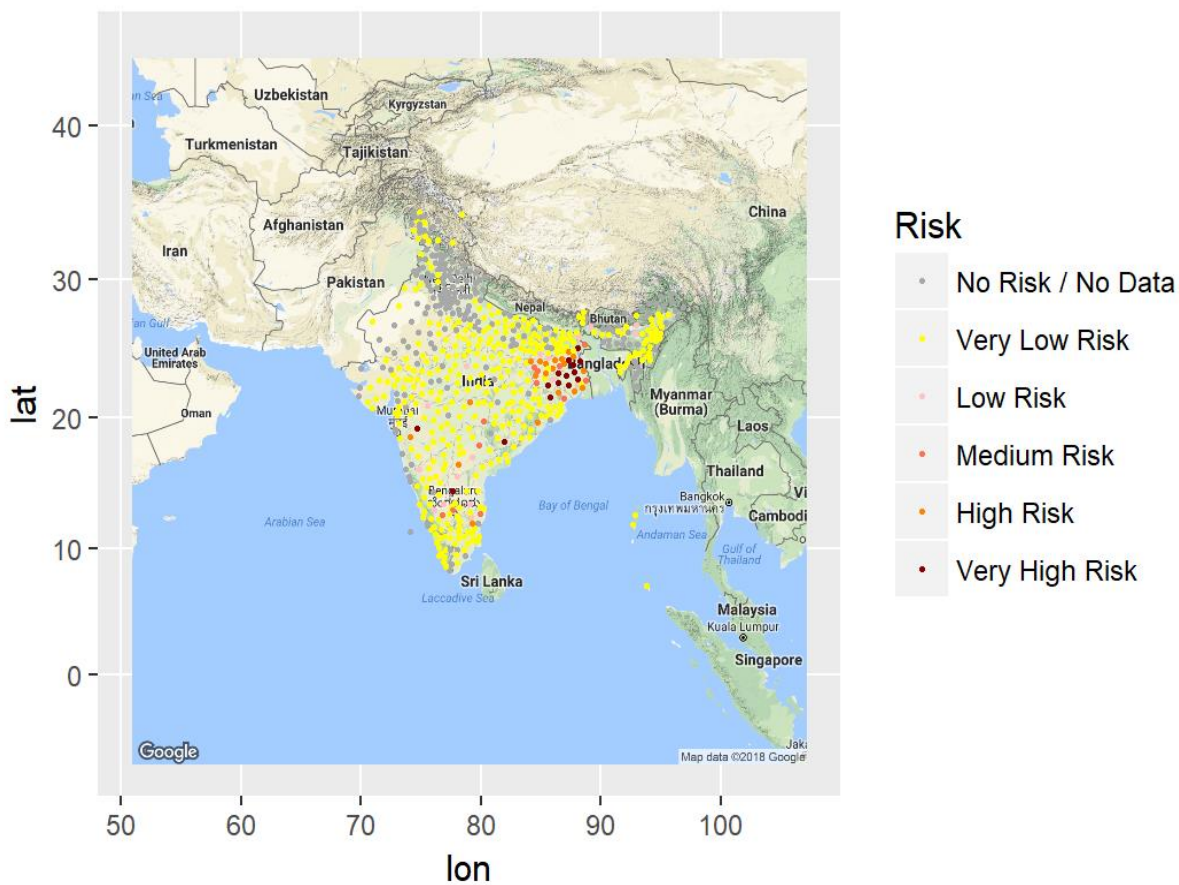 40
30
20
10
0
lat
50
60
70
80
90
100
lon
Uzbekistan
Kyrgyzstan
Turkmenistan
Tajikistan
China
Afghanistan
Iran
Pakistan
Nepal
Bhutan
United Arab
Emirates
India
Oman
Myanmar
(Burma)
Laos
Thailand
Bay of Bengal
Bangkok
กรุงเทพมหานคร
Arabian Sea
Andaman Sea
Gulf of
Thailand
Sri Lanka
Laccadive Sea
Malaysia
Kuala Lumpur
Singapore
Google
Map data ©2018 Google
Risk
No Risk / No Data
Very Low Risk
Low Risk
Medium Risk
High Risk
Very High Risk